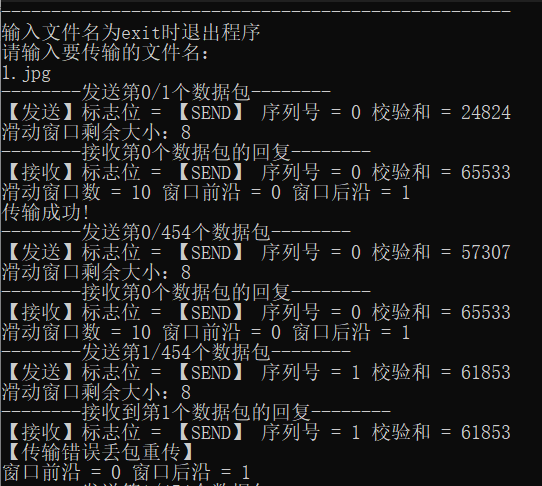 ---------------------------------------------------
输入文件名为exit时退出程序
请输入要传输的文件名：
1.jpg
--------发送第0/1个数据包--------
【发送】标志位 = 【SEND】 序列号 = 0 校验和 = 24824
滑动窗口剩余大小：8
--------接收第0个数据包的回复--------
【接收】标志位 = 【SEND】 序列号 = 0 校验和 = 65533
滑动窗口数 = 10 窗口前沿 = 0 窗口后沿 = 1
传输成功!
--------发送第0/454个数据包--------
【发送】标志位 = 【SEND】 序列号 = 0 校验和 = 57307
滑动窗口剩余大小：8
--------接收第0个数据包的回复--------
【接收】标志位 = 【SEND】 序列号 = 0 校验和 = 65533
滑动窗口数 = 10 窗口前沿 = 0 窗口后沿 = 1
--------发送第1/454个数据包--------
【发送】标志位 = 【SEND】 序列号 = 1 校验和 = 61853
滑动窗口剩余大小：8
--------接收到第1个数据包的回复--------
【接收】标志位 = 【SEND】 序列号 = 1 校验和 = 61853
【传输错误丢包重传】
窗口前沿 = 0 窗口后沿 = 1